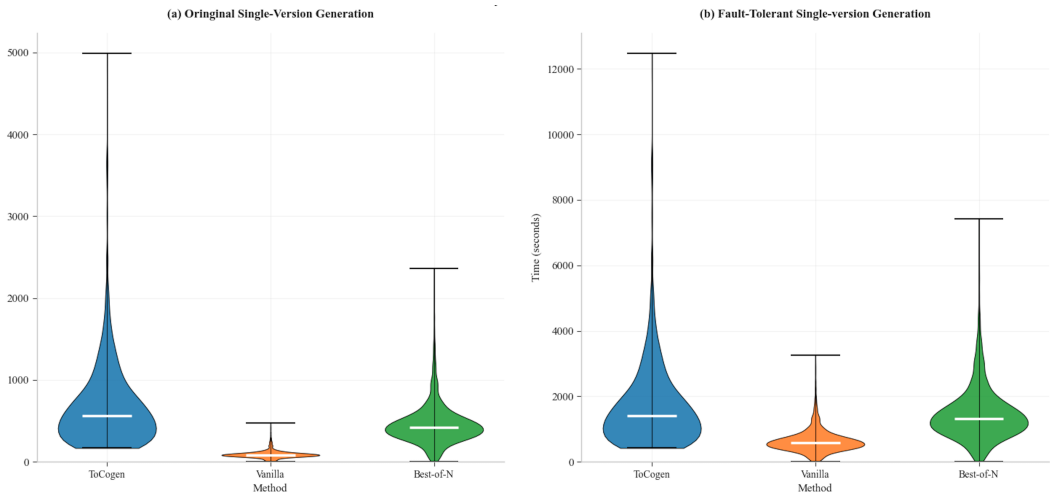 (a) Oringinal Single-Version Generation
5000
4000
3000
2000
1000
0
ToCogen
Vanilla
Best-of-N
Method
(b) Fault-Tolerant Single-version Generation
Time (seconds)
12000
10000
8000
6000
4000
2000
0
ToCogen
Vanilla
Best-of-N
Method